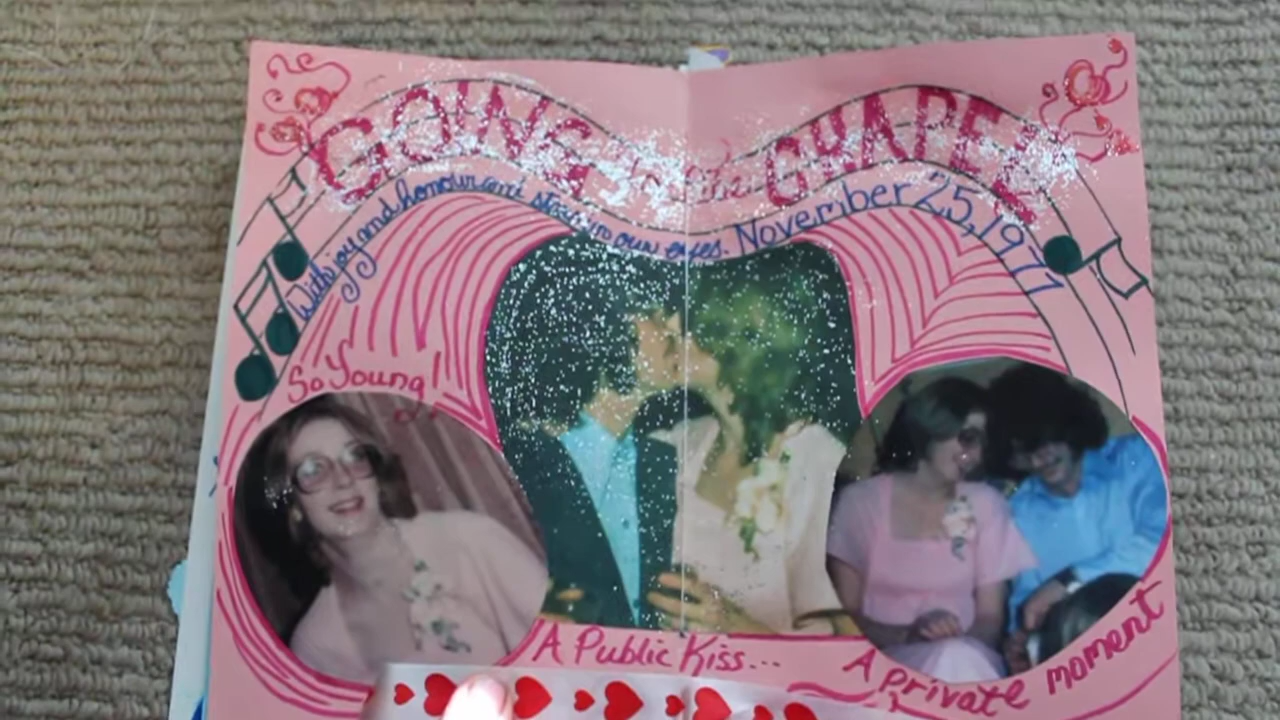 GOING to the CHAPEL
With joy and honour and stars in our eyes. November 25, 1977
So Young!
A Public Kiss...
A private moment